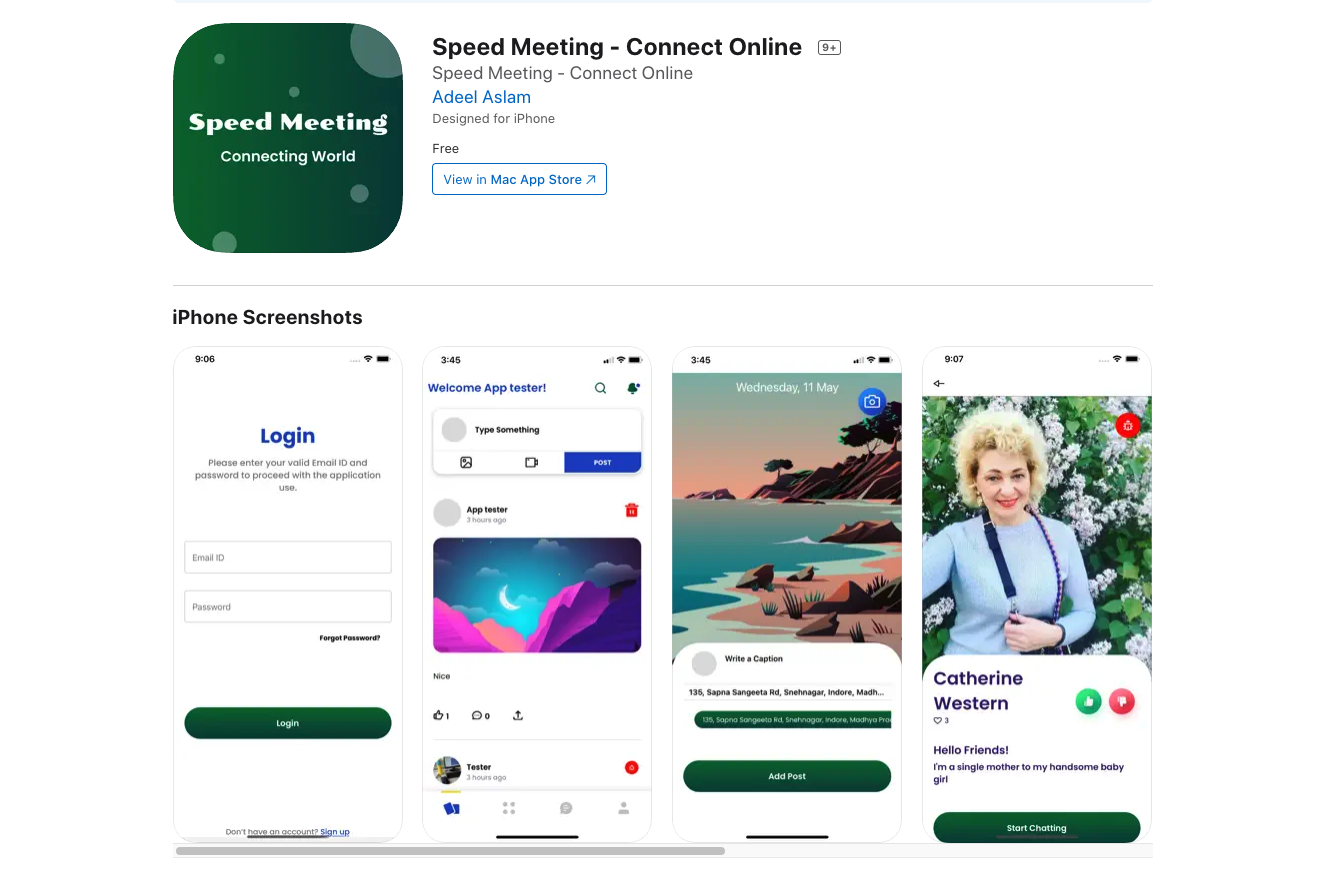 Speed Meeting
Connecting World
Speed Meeting - Connect Online 9+
Speed Meeting - Connect Online
Adeel Aslam
Designed for iPhone
Free
View in Mac App Store
iPhone Screenshots
9:06
Login
Please enter your valid Email ID and
password to proceed with the application
use.
Email ID
Password
Forgot Password?
Login
Don't have an account? Sign up
3:45
Welcome App tester!
Type Something
POST
App tester
3 hours ago
Nice
1
0
Tester
3 hours ago
3:45
Wednesday, 11 May
Write a Caption
135, Sapna Sangeeta Rd, Snehnagar, Indore, Madh...
135, Sapna Sangeeta Rd, Snehnagar, Indore, Madhya Pra
Add Post
9:07
Catherine
Western
3
Hello Friends!
I'm a single mother to my handsome baby
girl
Start Chatting